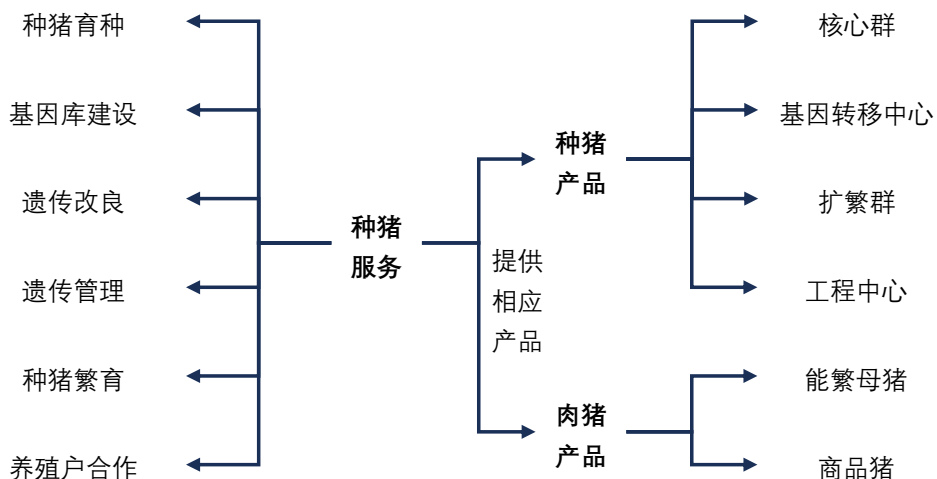 种猪育种
基因库建设
遗传改良
遗传管理
种猪繁育
养殖户合作
种猪
服务
提供
相应
产品
种猪
产品
肉猪
产品
核心群
基因转移中心
扩繁群
工程中心
能繁母猪
商品猪